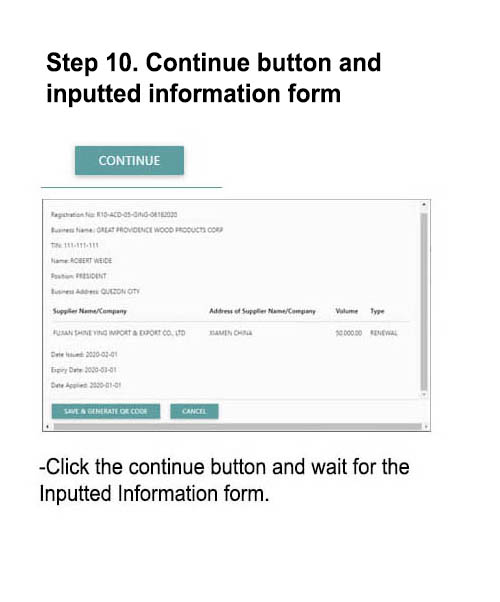 Step 10. Continue button and
inputted information form
CONTINUE
Registration No: R10-ACD-05-GING-06182020
Business Name: GREAT PROVIDENCE WOOD PRODUCTS CORP
TIN: 111-111-111
Name: ROBERT WEIDE
Position: PRESIDENT
Business Address: QUEZON CITY
Supplier Name/Company Address of Supplier Name/Company Volume Type
FUJIAN SHINE YING IMPORT & EXPORT CO., LTD XIAMEN CHINA 50,000.00 RENEWAL
Date Issued: 2020-02-01
Expiry Date: 2020-03-01
Date Applied: 2020-01-01
SAVE & GENERATE QR CODE CANCEL
-Click the continue button and wait for the
Inputted Information form.